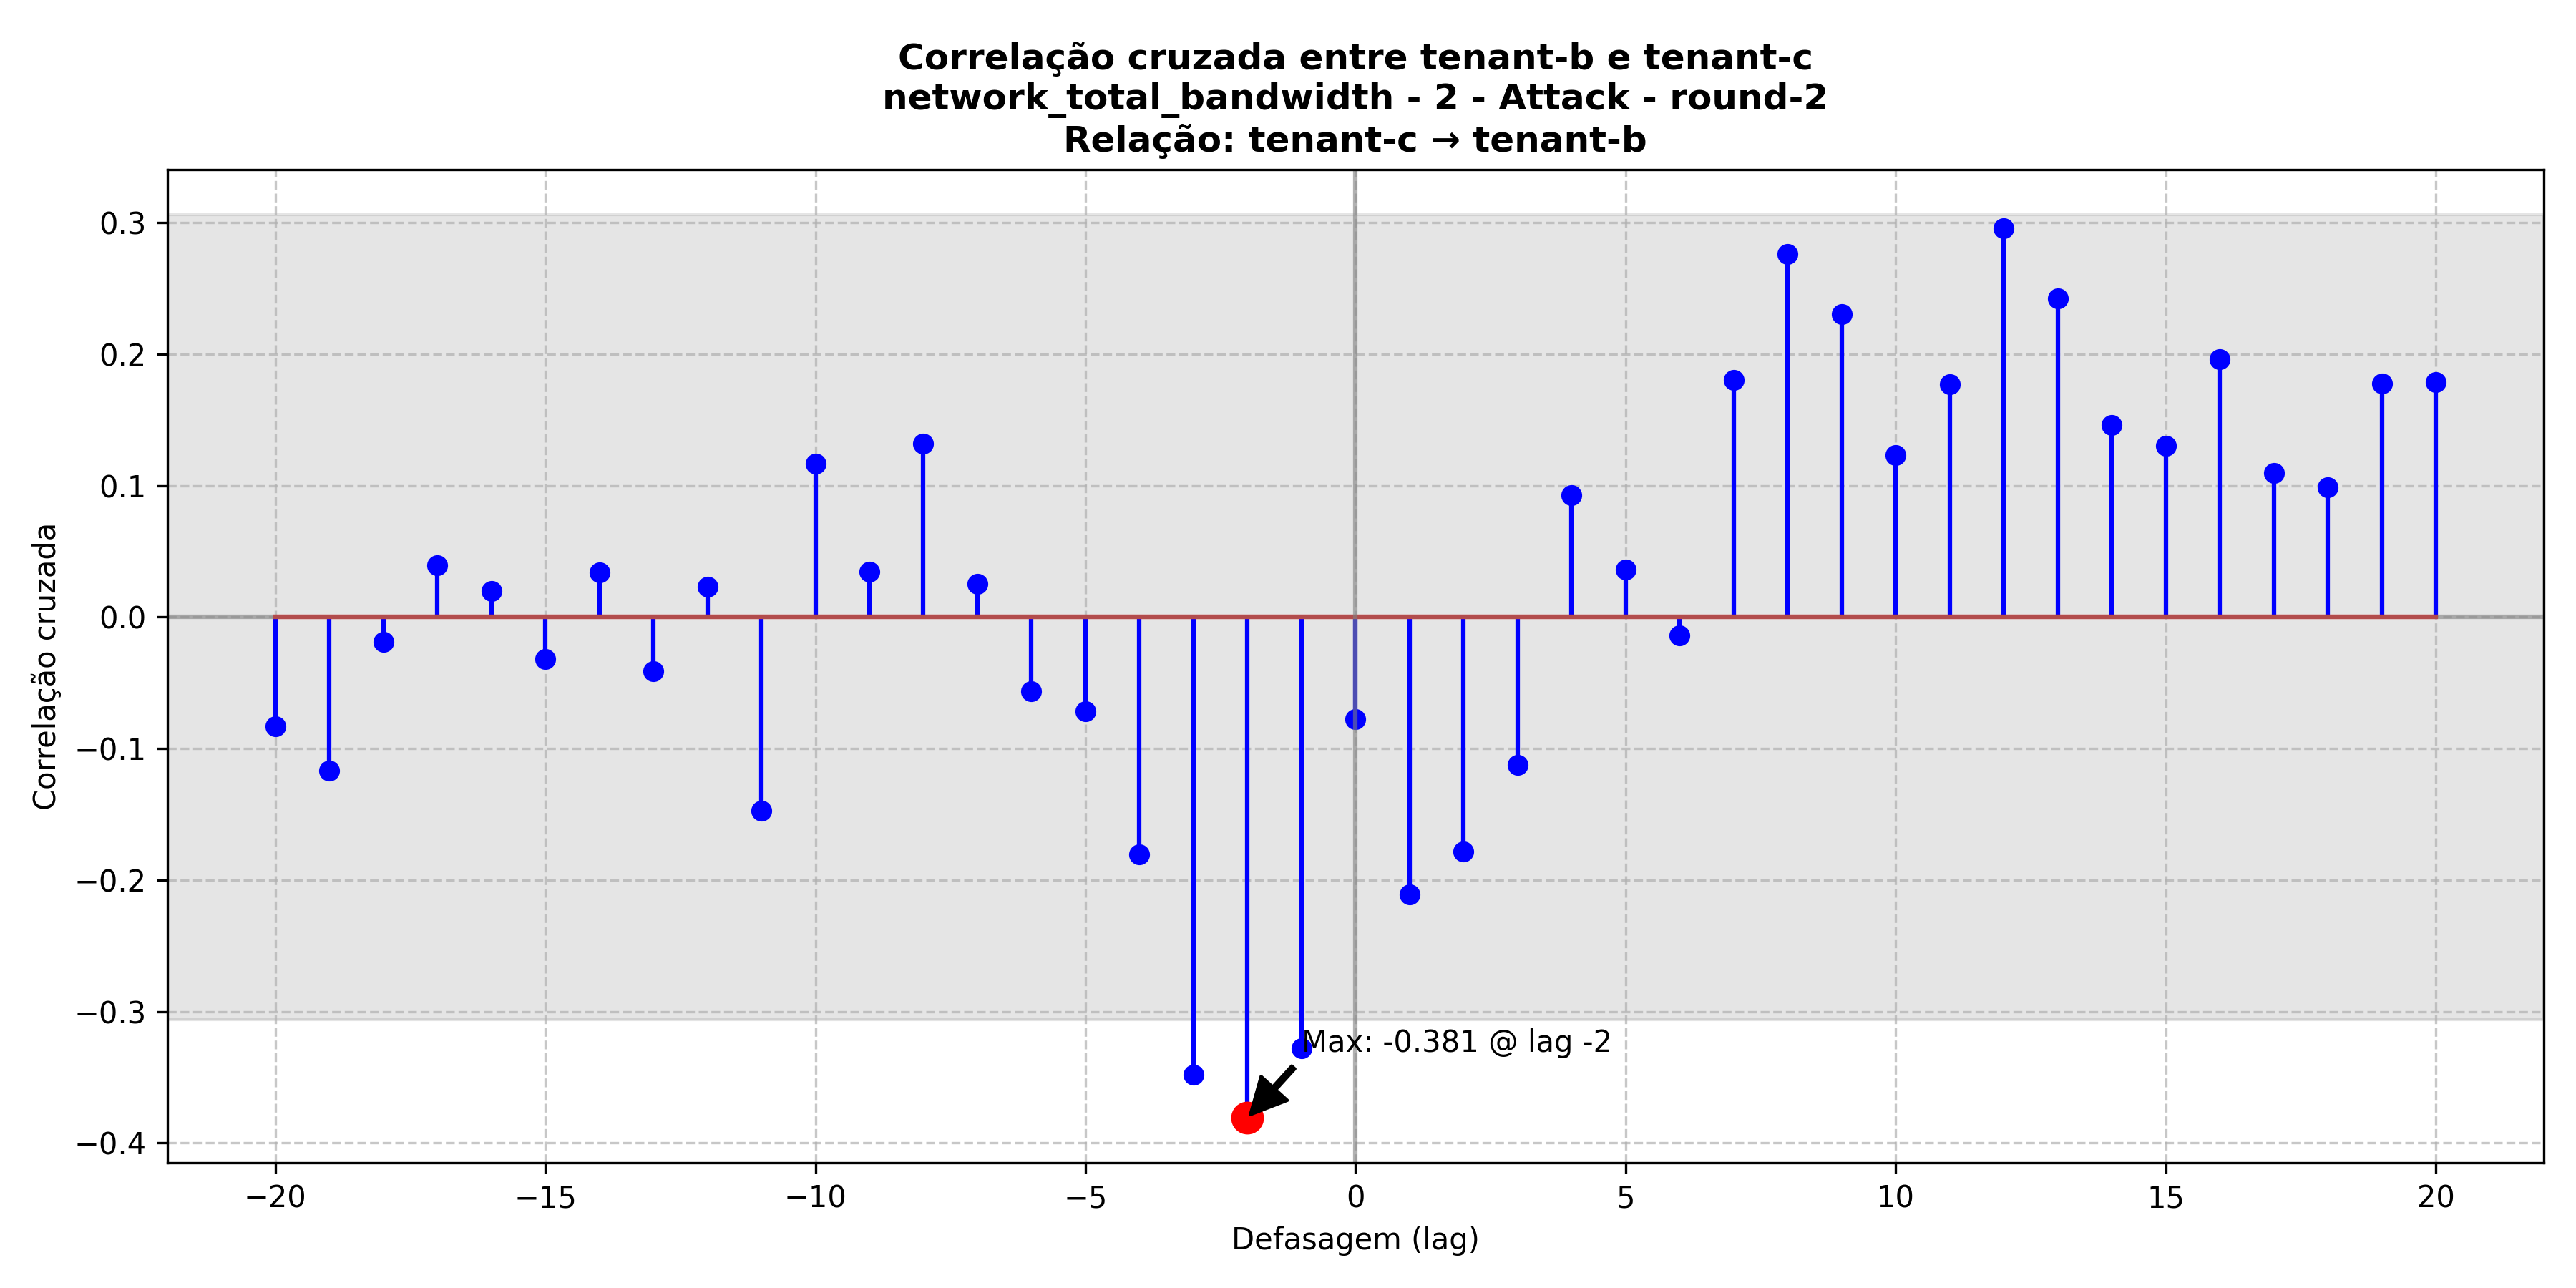 Correlação cruzada entre tenant-b e tenant-c
network_total_bandwidth - 2 - Attack - round-2
Relação: tenant-c → tenant-b
Correlação cruzada
0.3
0.2
0.1
0.0
−0.1
−0.2
−0.3
−0.4
Max: -0.381 @ lag -2
−20
−15
−10
−5
0
5
10
15
20
Defasagem (lag)